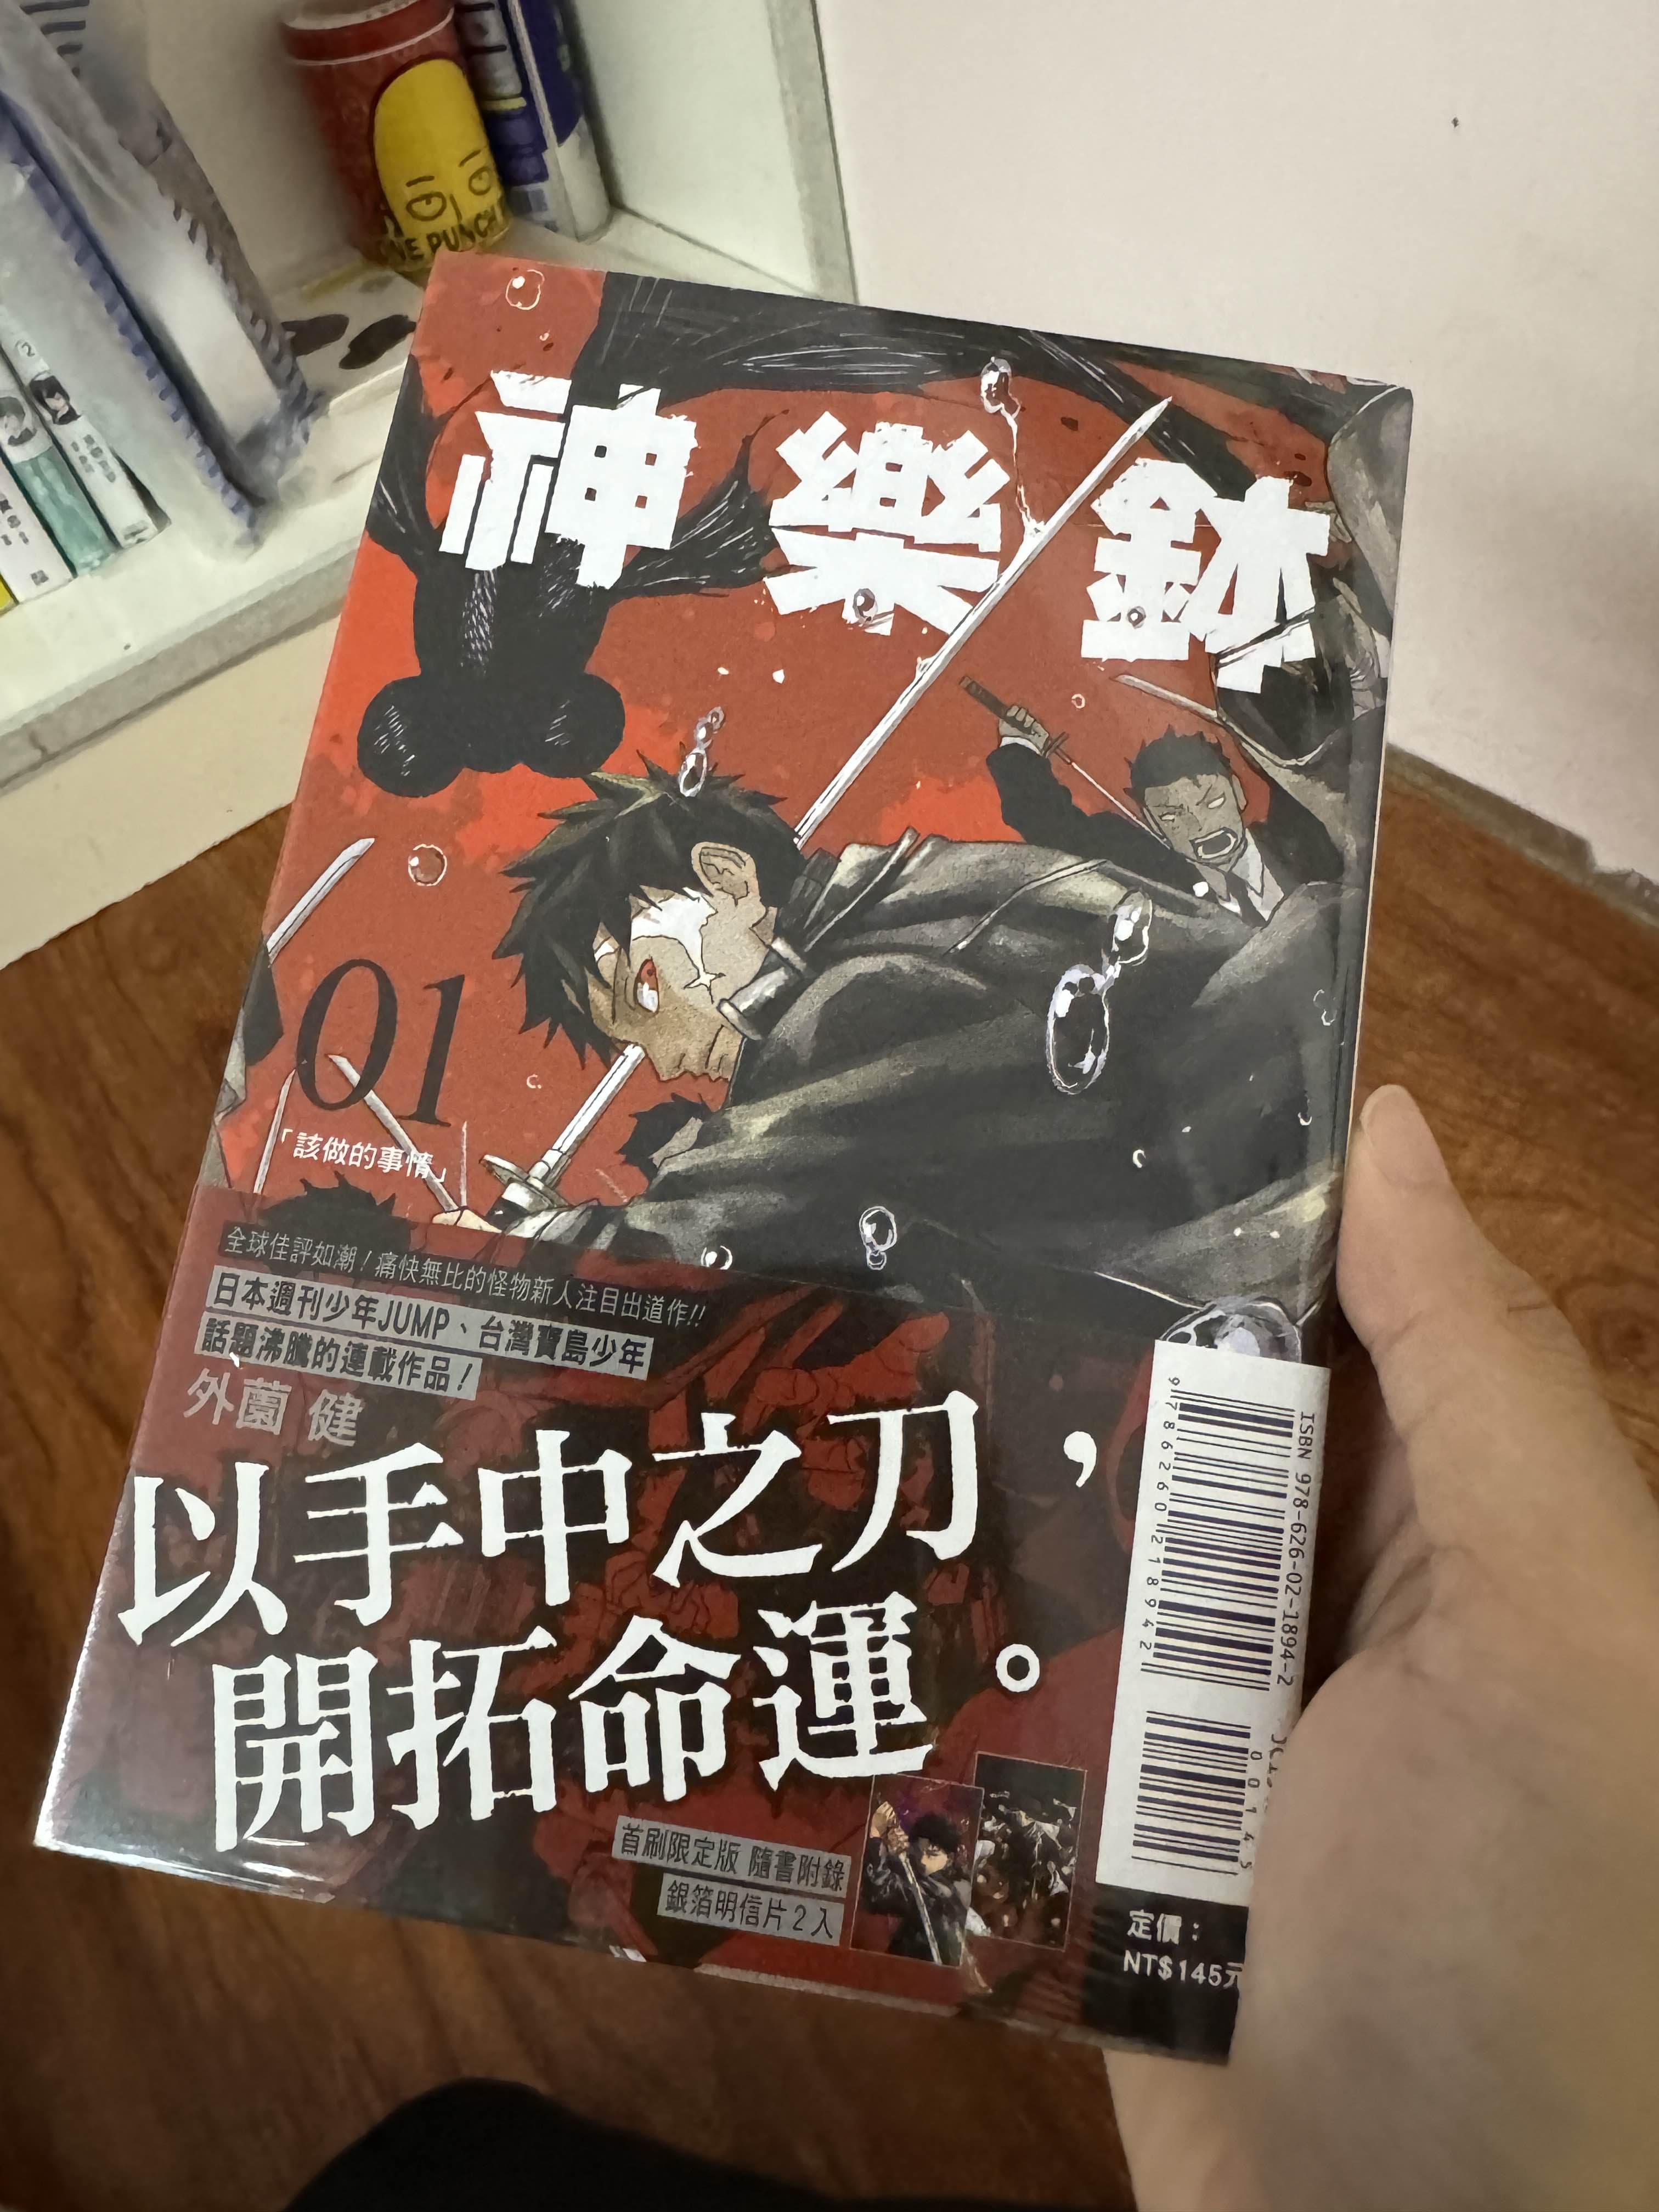 神樂鉢
01
「該做的事情」
全球佳評如潮！痛快無比的怪物新人注目出道作!!
日本週刊少年JUMP、台灣寶島少年
話題沸騰的連載作品！
外薗 健
以手中之刀，
開拓命運。
首刷限定版 隨書附錄
銀箔明信片2入
ISBN 978-626-02-1894-2
9786260218942
00145
定價：
NT$145元